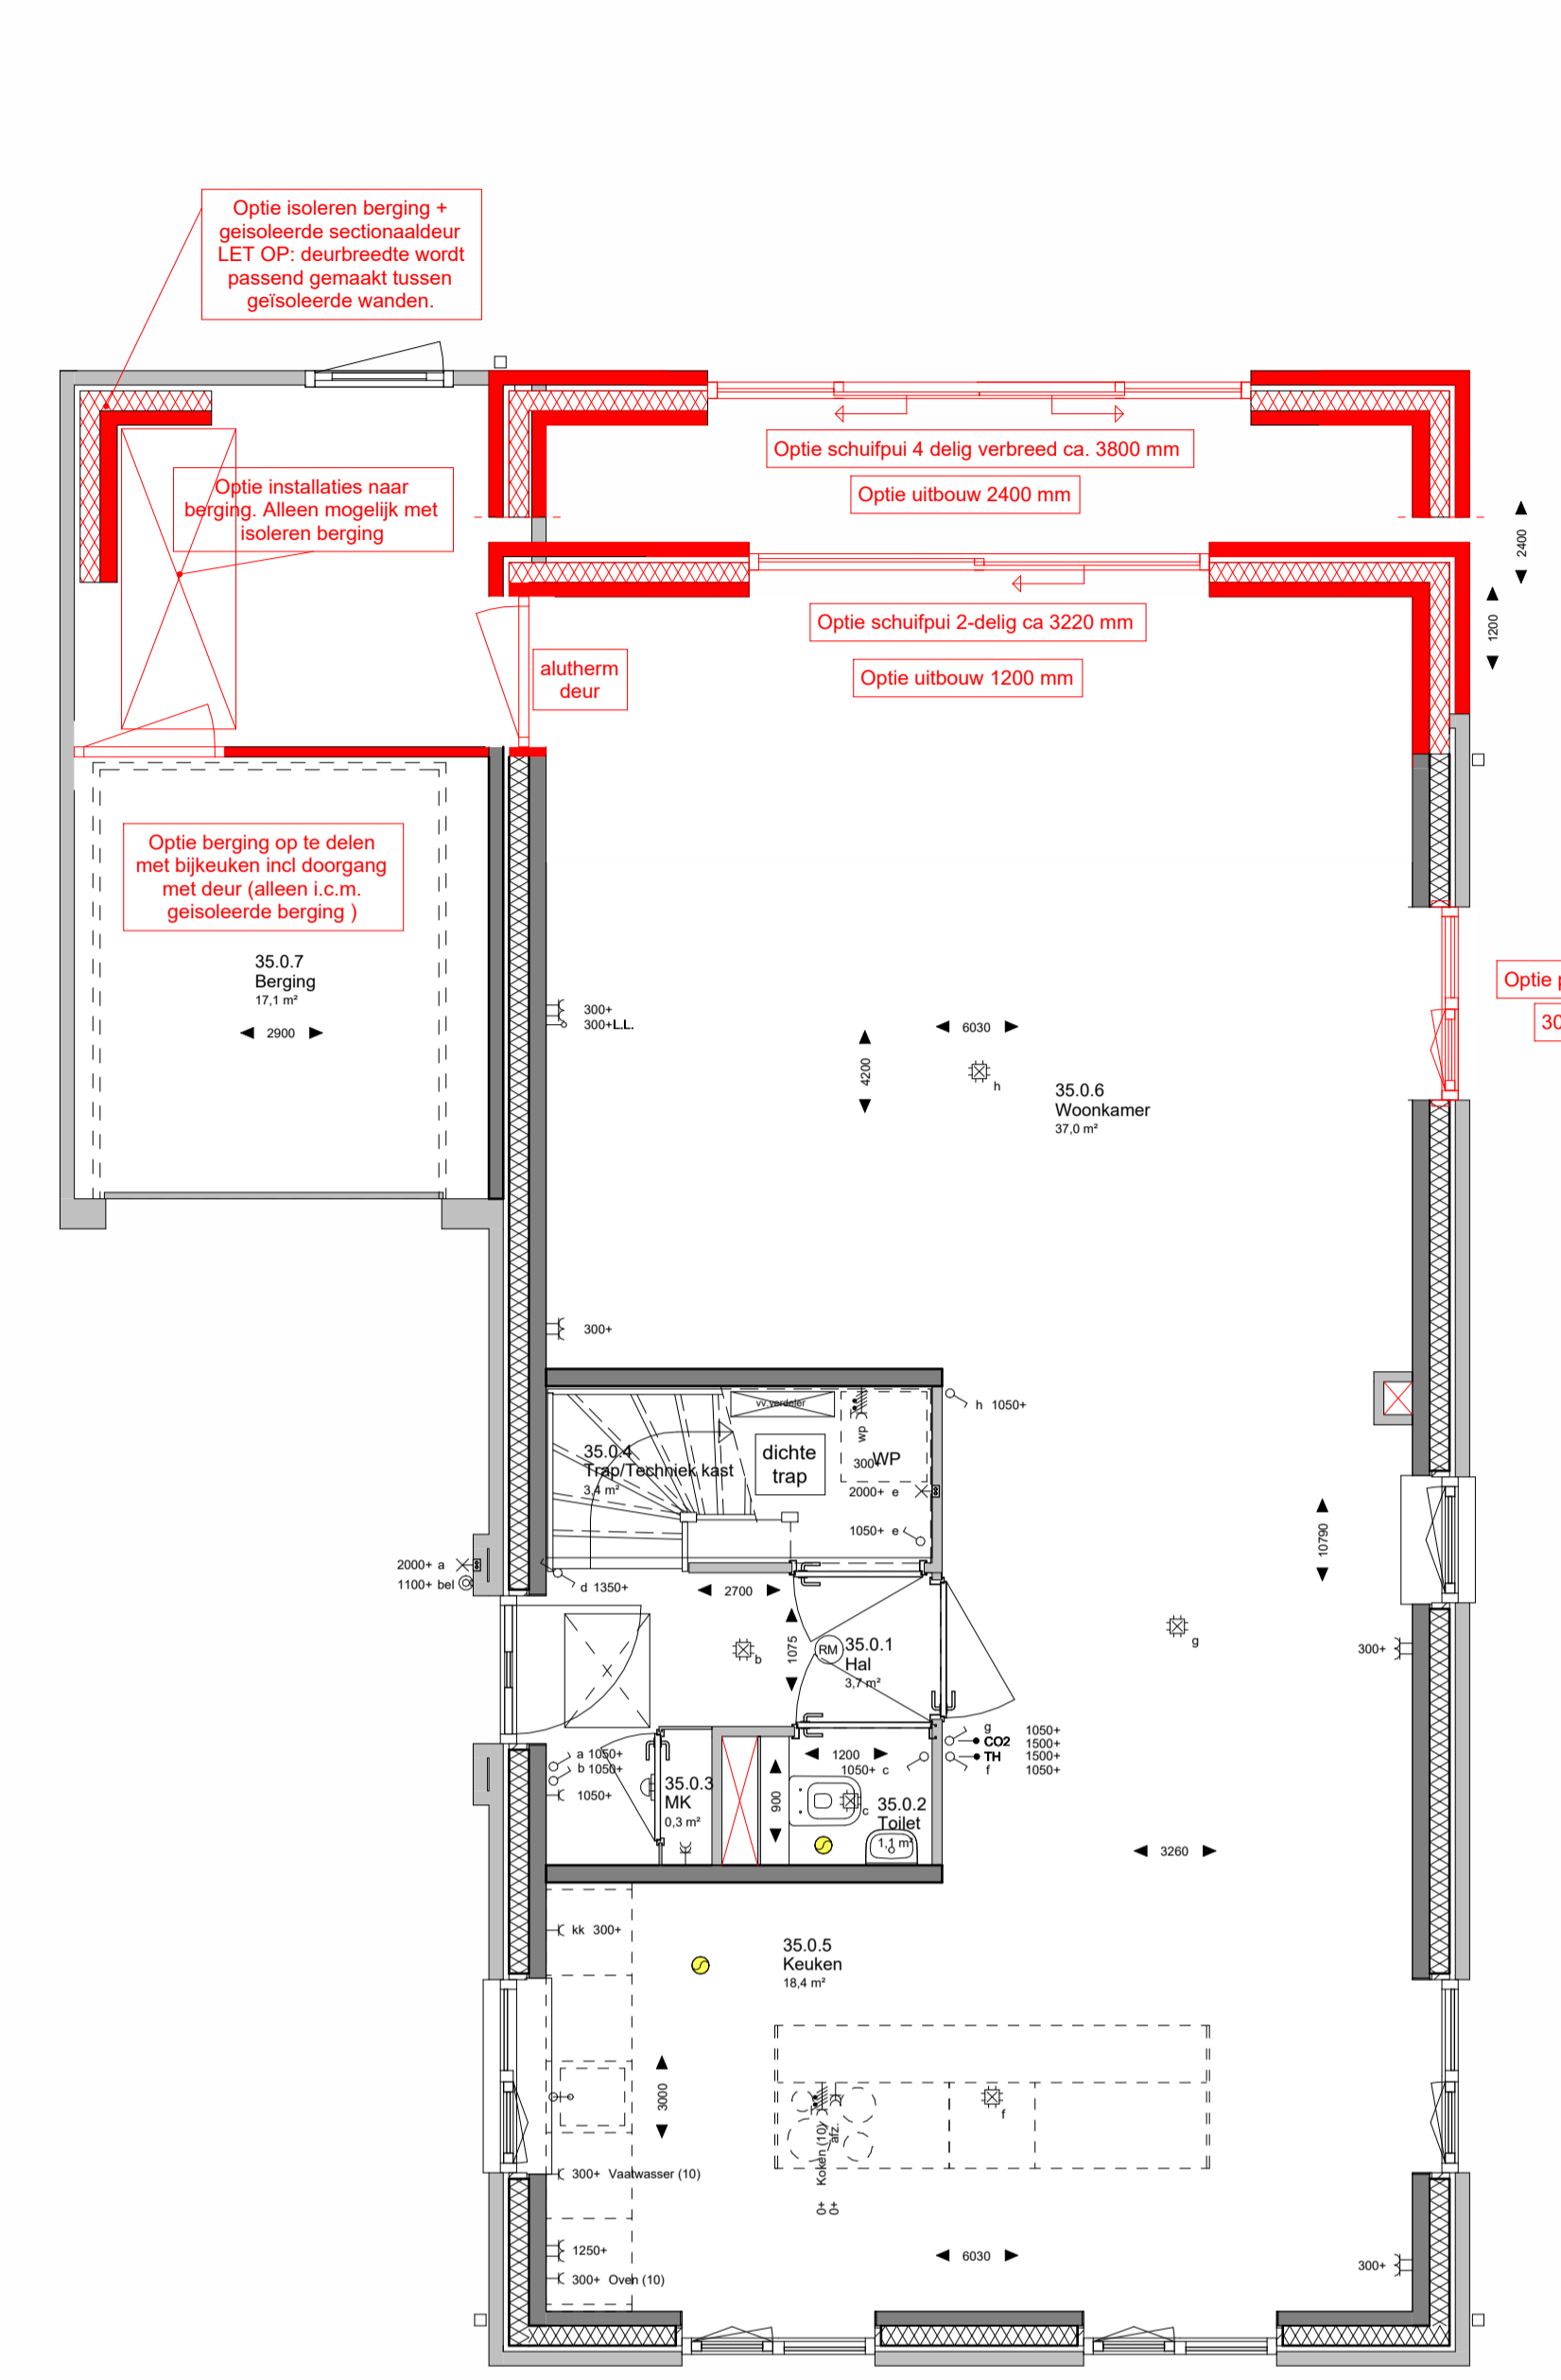 Optie isoleren berging +
geisoleerde sectionaaldeur
LET OP: deurbreedte wordt
passend gemaakt tussen
geïsoleerde wanden.
Optie schuifpui 4 delig verbreed ca. 3800 mm
Optie uitbouw 2400 mm
Optie installaties naar
berging. Alleen mogelijk met
isoleren berging
2400
1200
Optie schuifpui 2-delig ca 3220 mm
Optie uitbouw 1200 mm
alutherm
deur
Optie berging op te delen
met bijkeuken incl doorgang
met deur (alleen i.c.m.
geisoleerde berging )
35.0.7
Berging
17,1 m²
2900
Optie
30
300+
300+L.L.
6030
4200
h
35.0.6
Woonkamer
37,0 m²
300+
vv.verdeler
h 1050+
35.0.4
Trap/Techniek kast
3,4 m²
dichte
trap
wp
300+
WP
2000+ e
1050+ e
10790
2000+ a
1100+ bel
d 1350+
2700
1075
b
RM
35.0.1
Hal
3,7 m²
g
300+
g 1050+
CO2 1500+
TH 1500+
f 1050+
a 1050+
b 1050+
1050+
35.0.3
MK
0,3 m²
1200
1050+ c
900
c
35.0.2
Toilet
1,1 m²
3260
kk 300+
35.0.5
Keuken
18,4 m²
3000
f
Koken (10)
afz.
0+
0+
300+ Vaatwasser (10)
1250+
300+ Oven (10)
6030
300+